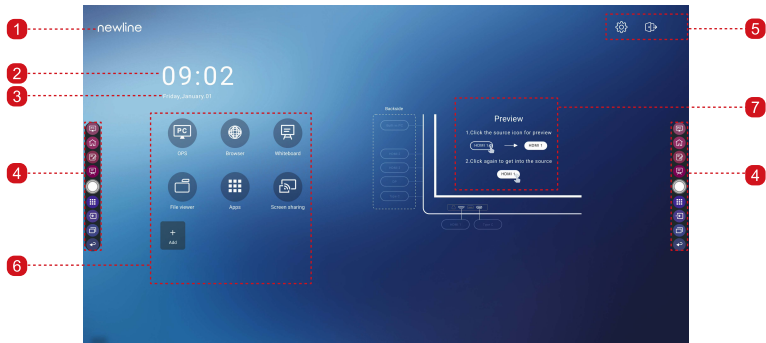 1
newline
5
2
09:02
3
Friday, January 01
7
Backside
Preview
1.Click the source icon for preview
HDMI 1
HDMI 1
2.Click again to get into the source
HDMI 1
PC
OPS
Browser
Whiteboard
4
4
File viewer
Apps
Screen sharing
+
Add
6